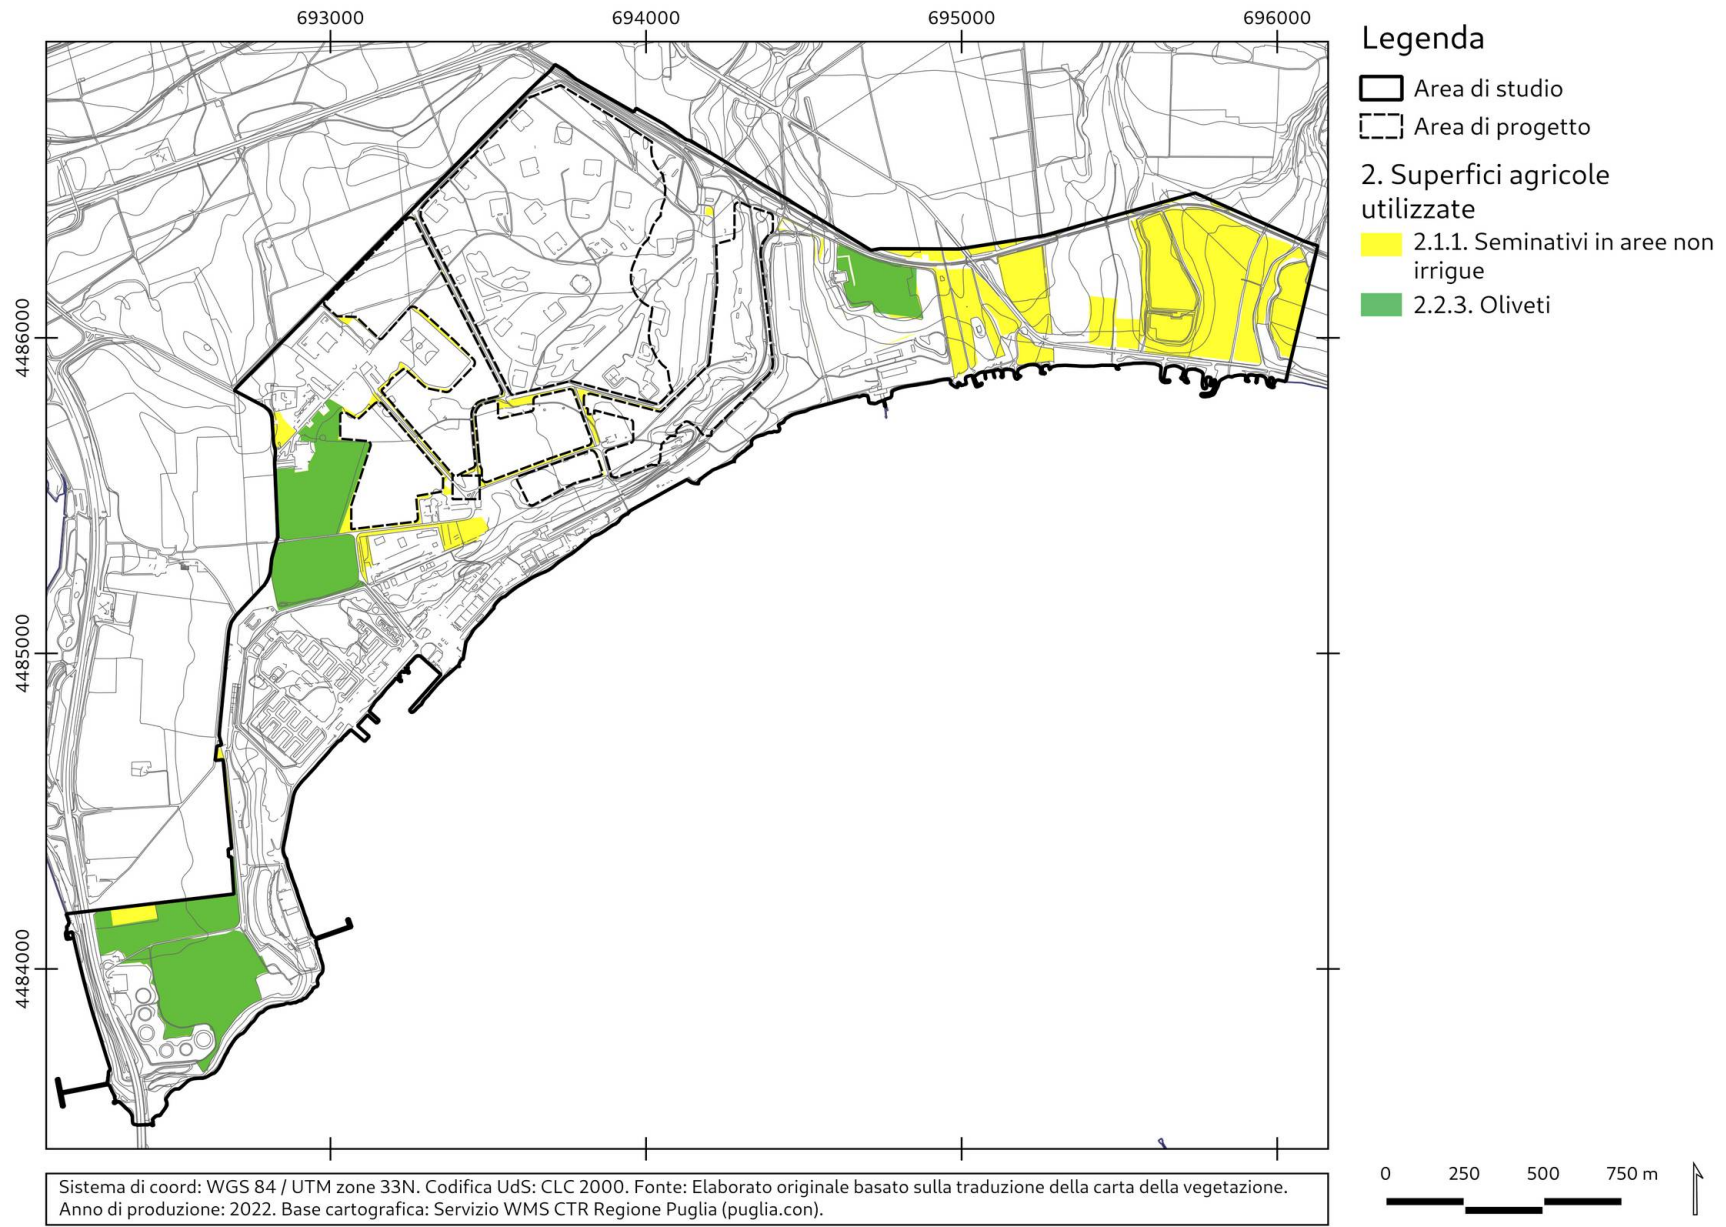 693000
694000
695000
696000
4486000
4485000
4484000
Legenda
Area di studio
Area di progetto
2. Superfici agricole
utilizzate
2.1.1. Seminativi in aree non
irrigue
2.2.3. Oliveti
0 250 500 750 m
Sistema di coord: WGS 84 / UTM zone 33N. Codifica UdS: CLC 2000. Fonte: Elaborato originale basato sulla traduzione della carta della vegetazione.
Anno di produzione: 2022. Base cartografica: Servizio WMS CTR Regione Puglia (puglia.con).